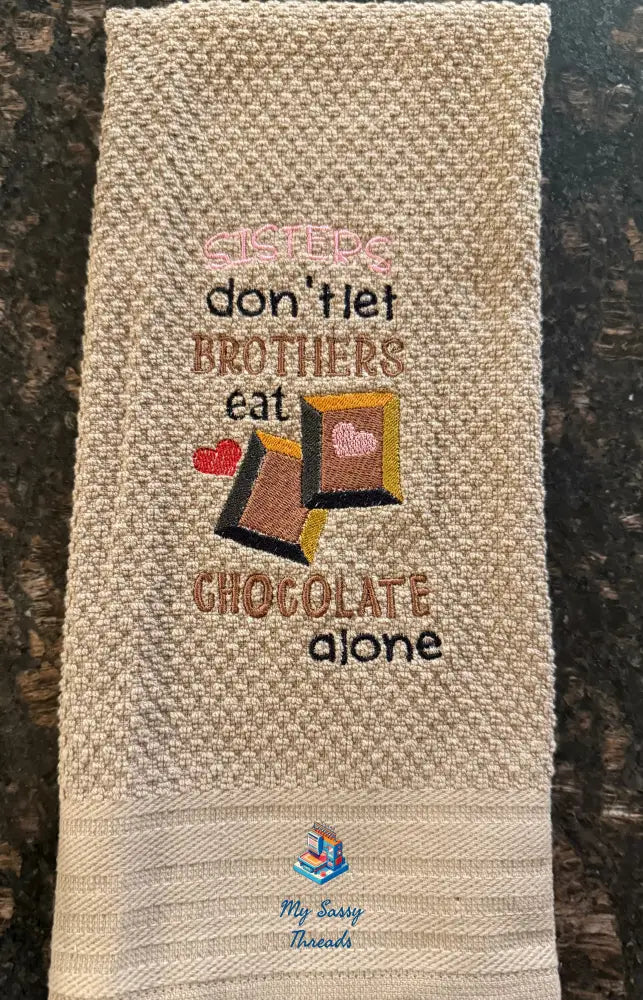 SISTERS
don't let
BROTHERS
eat
CHOCOLATE
alone
My Sassy
Threads